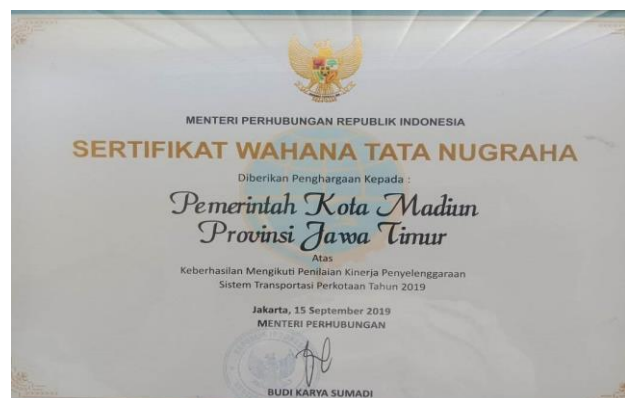 MENTERI PERHUBUNGAN REPUBLIK INDONESIA
SERTIFIKAT WAHANA TATA NUGRAHA
Diberikan Penghargaan Kepada :
Pemerintah Kota Madiun
Provinsi Jawa Timur
Atas
Keberhasilan Mengikuti Penilaian Kinerja Penyelenggaraan
Sistem Transportasi Perkotaan Tahun 2019
Jakarta, 15 September 2019
MENTERI PERHUBUNGAN
BUDI KARYA SUMADI